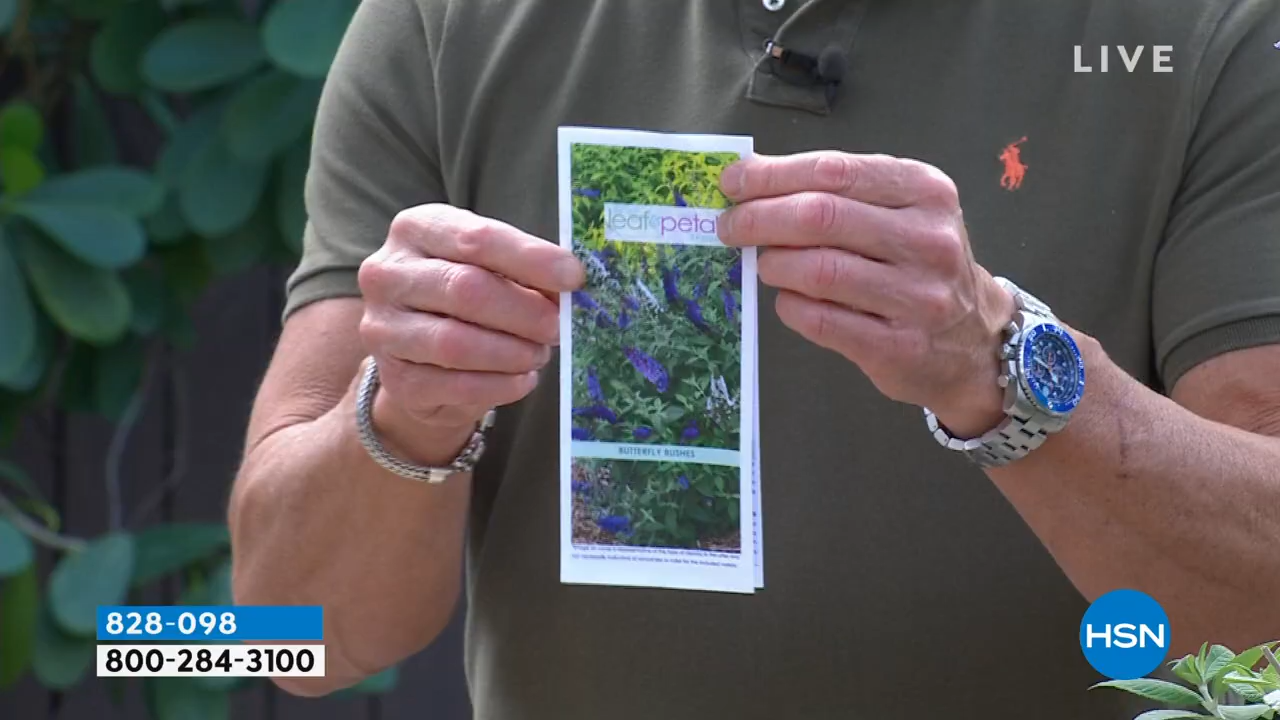 LIVE
leaf & petal
BUTTERFLY BUSHES
828-098
800-284-3100
HSN